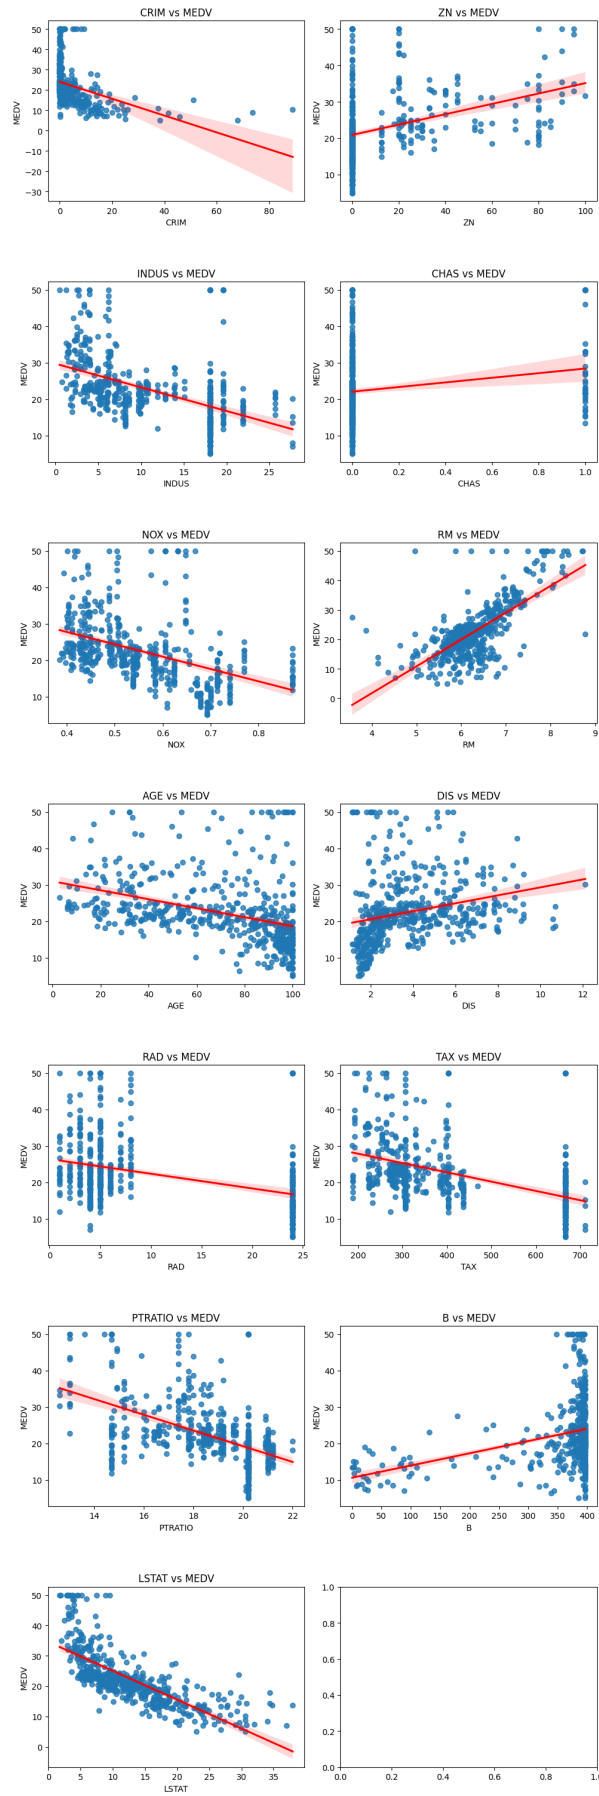 CRIM vs MEDV
50
40
30
20
10
0
−10
−20
−30
MEDV
0 20 40 60 80
CRIM
ZN vs MEDV
50
40
30
20
10
MEDV
0 20 40 60 80 100
ZN
INDUS vs MEDV
50
40
30
20
10
MEDV
0 5 10 15 20 25
INDUS
CHAS vs MEDV
50
40
30
20
10
MEDV
0.0 0.2 0.4 0.6 0.8 1.0
CHAS
NOX vs MEDV
50
40
30
20
10
MEDV
0.4 0.5 0.6 0.7 0.8
NOX
RM vs MEDV
50
40
30
20
10
0
MEDV
4 5 6 7 8 9
RM
AGE vs MEDV
50
40
30
20
10
MEDV
0 20 40 60 80 100
AGE
DIS vs MEDV
50
40
30
20
10
MEDV
2 4 6 8 10 12
DIS
RAD vs MEDV
50
40
30
20
10
MEDV
0 5 10 15 20 25
RAD
TAX vs MEDV
50
40
30
20
10
MEDV
200 300 400 500 600 700
TAX
PTRATIO vs MEDV
50
40
30
20
10
MEDV
14 16 18 20 22
PTRATIO
B vs MEDV
50
40
30
20
10
MEDV
0 50 100 150 200 250 300 350 400
B
LSTAT vs MEDV
50
40
30
20
10
0
MEDV
0 5 10 15 20 25 30 35
LSTAT
1.0
0.8
0.6
0.4
0.2
0.0
0.0 0.2 0.4 0.6 0.8 1.0